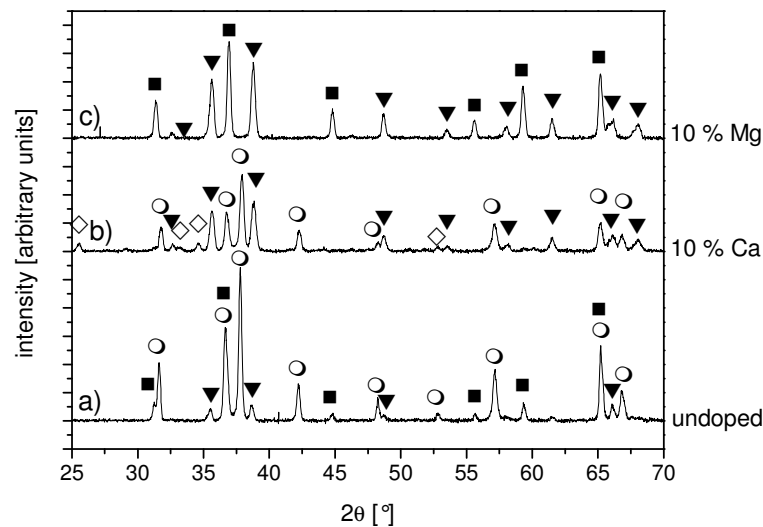 intensity [arbitrary units]
c)
10 % Mg
b)
10 % Ca
a)
undoped
25 30 35 40 45 50 55 60 65 70
2θ [°]